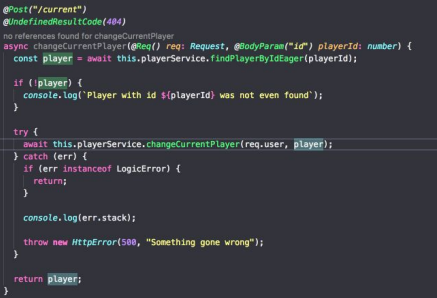 @Post("/current")
@UndefinedResultCode(404)
no references found for changeCurrentPlayer
async changeCurrentPlayer(@Req() req: Request, @BodyParam("id") playerId: number) {
const player = await this.playerService.findPlayerByIdEager(playerId);
if (!player) {
console.log(`Player with id ${playerId} was not even found`);
}
try {
await this.playerService.changeCurrentPlayer(req.user, player);
} catch (err) {
if (err instanceof LogicError) {
return;
}
console.log(err.stack);
throw new HttpError(500, "Something gone wrong");
}
return player;
}